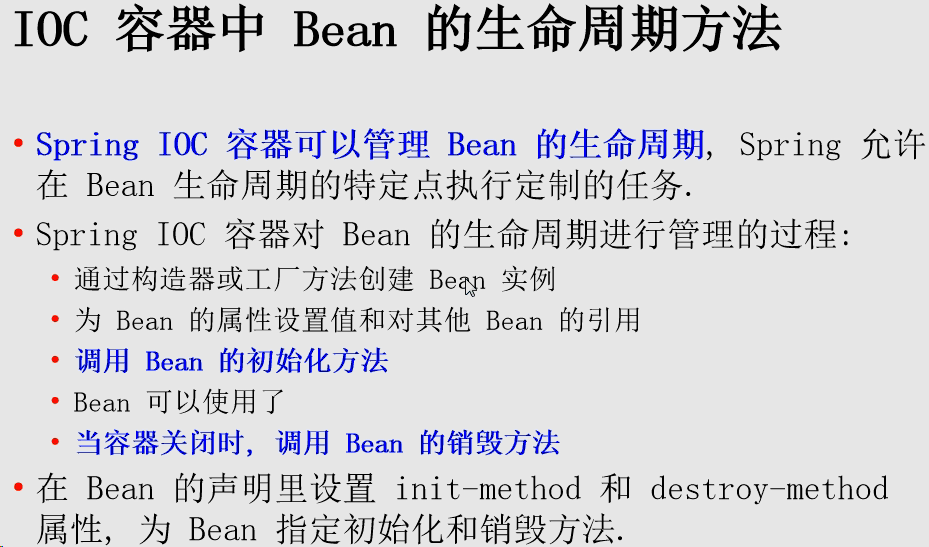 IOC 容器中 Bean 的生命周期方法
• Spring IOC 容器可以管理 Bean 的生命周期, Spring 允许
在 Bean 生命周期的特定点执行定制的任务.
• Spring IOC 容器对 Bean 的生命周期进行管理的过程:
• 通过构造器或工厂方法创建 Bean 实例
• 为 Bean 的属性设置值和对其他 Bean 的引用
• 调用 Bean 的初始化方法
• Bean 可以使用了
• 当容器关闭时, 调用 Bean 的销毁方法
• 在 Bean 的声明里设置 init-method 和 destroy-method
属性, 为 Bean 指定初始化和销毁方法.